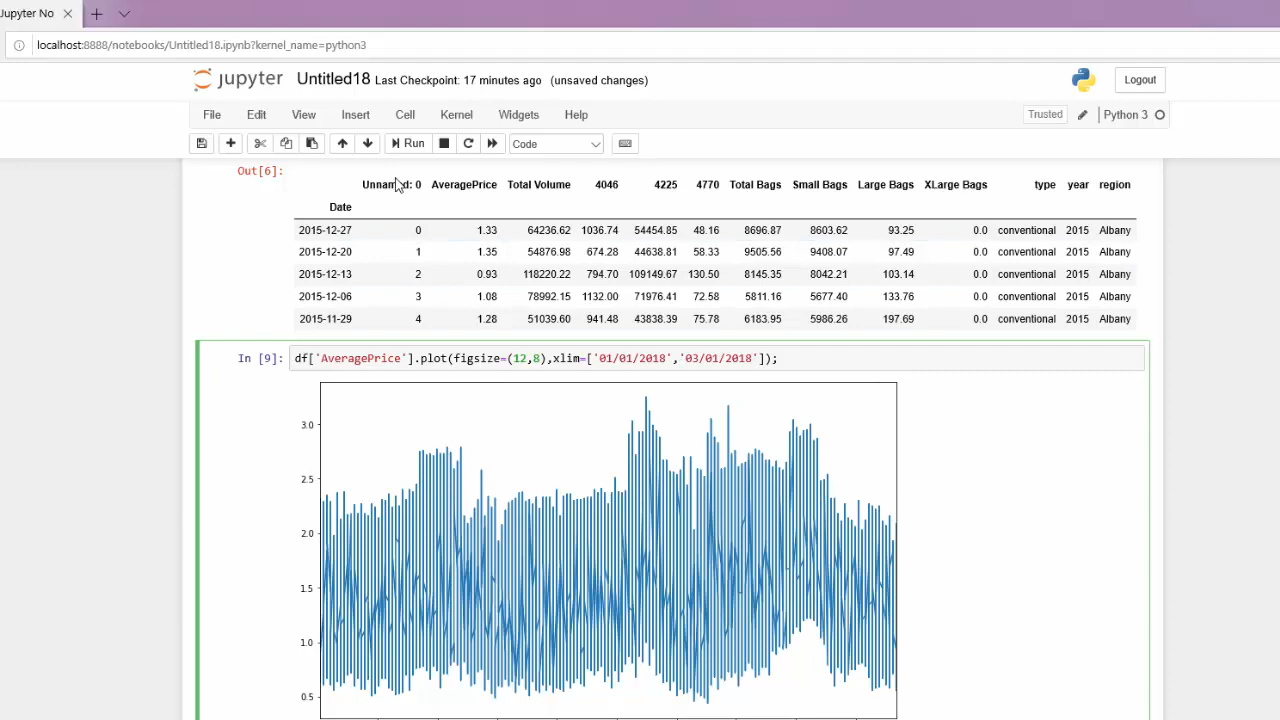 Jupyter No
localhost:8888/notebooks/Untitled18.ipynb?kernel_name=python3
jupyter Untitled18 Last Checkpoint: 17 minutes ago (unsaved changes) Logout
File Edit View Insert Cell Kernel Widgets Help Trusted Python 3
Run Code
Out[6]:
Unnamed: 0 AveragePrice Total Volume 4046 4225 4770 Total Bags Small Bags Large Bags XLarge Bags type year region
Date
2015-12-27 0 1.33 64236.62 1036.74 54454.85 48.16 8696.87 8603.62 93.25 0.0 conventional 2015 Albany
2015-12-20 1 1.35 54876.98 674.28 44638.81 58.33 9505.56 9408.07 97.49 0.0 conventional 2015 Albany
2015-12-13 2 0.93 118220.22 794.70 109149.67 130.50 8145.35 8042.21 103.14 0.0 conventional 2015 Albany
2015-12-06 3 1.08 78992.15 1132.00 71976.41 72.58 5811.16 5677.40 133.76 0.0 conventional 2015 Albany
2015-11-29 4 1.28 51039.60 941.48 43838.39 75.78 6183.95 5986.26 197.69 0.0 conventional 2015 Albany
In [9]: df['AveragePrice'].plot(figsize=(12,8),xlim=['01/01/2018','03/01/2018']);
3.0
2.5
2.0
1.5
1.0
0.5